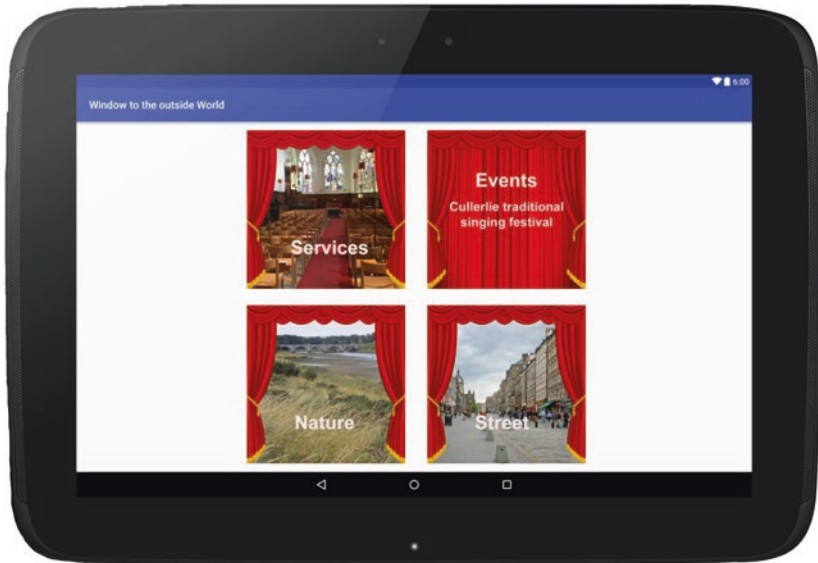 6:00
Window to the outside World
Services
Events
Cullerlie traditional
singing festival
Nature
Street